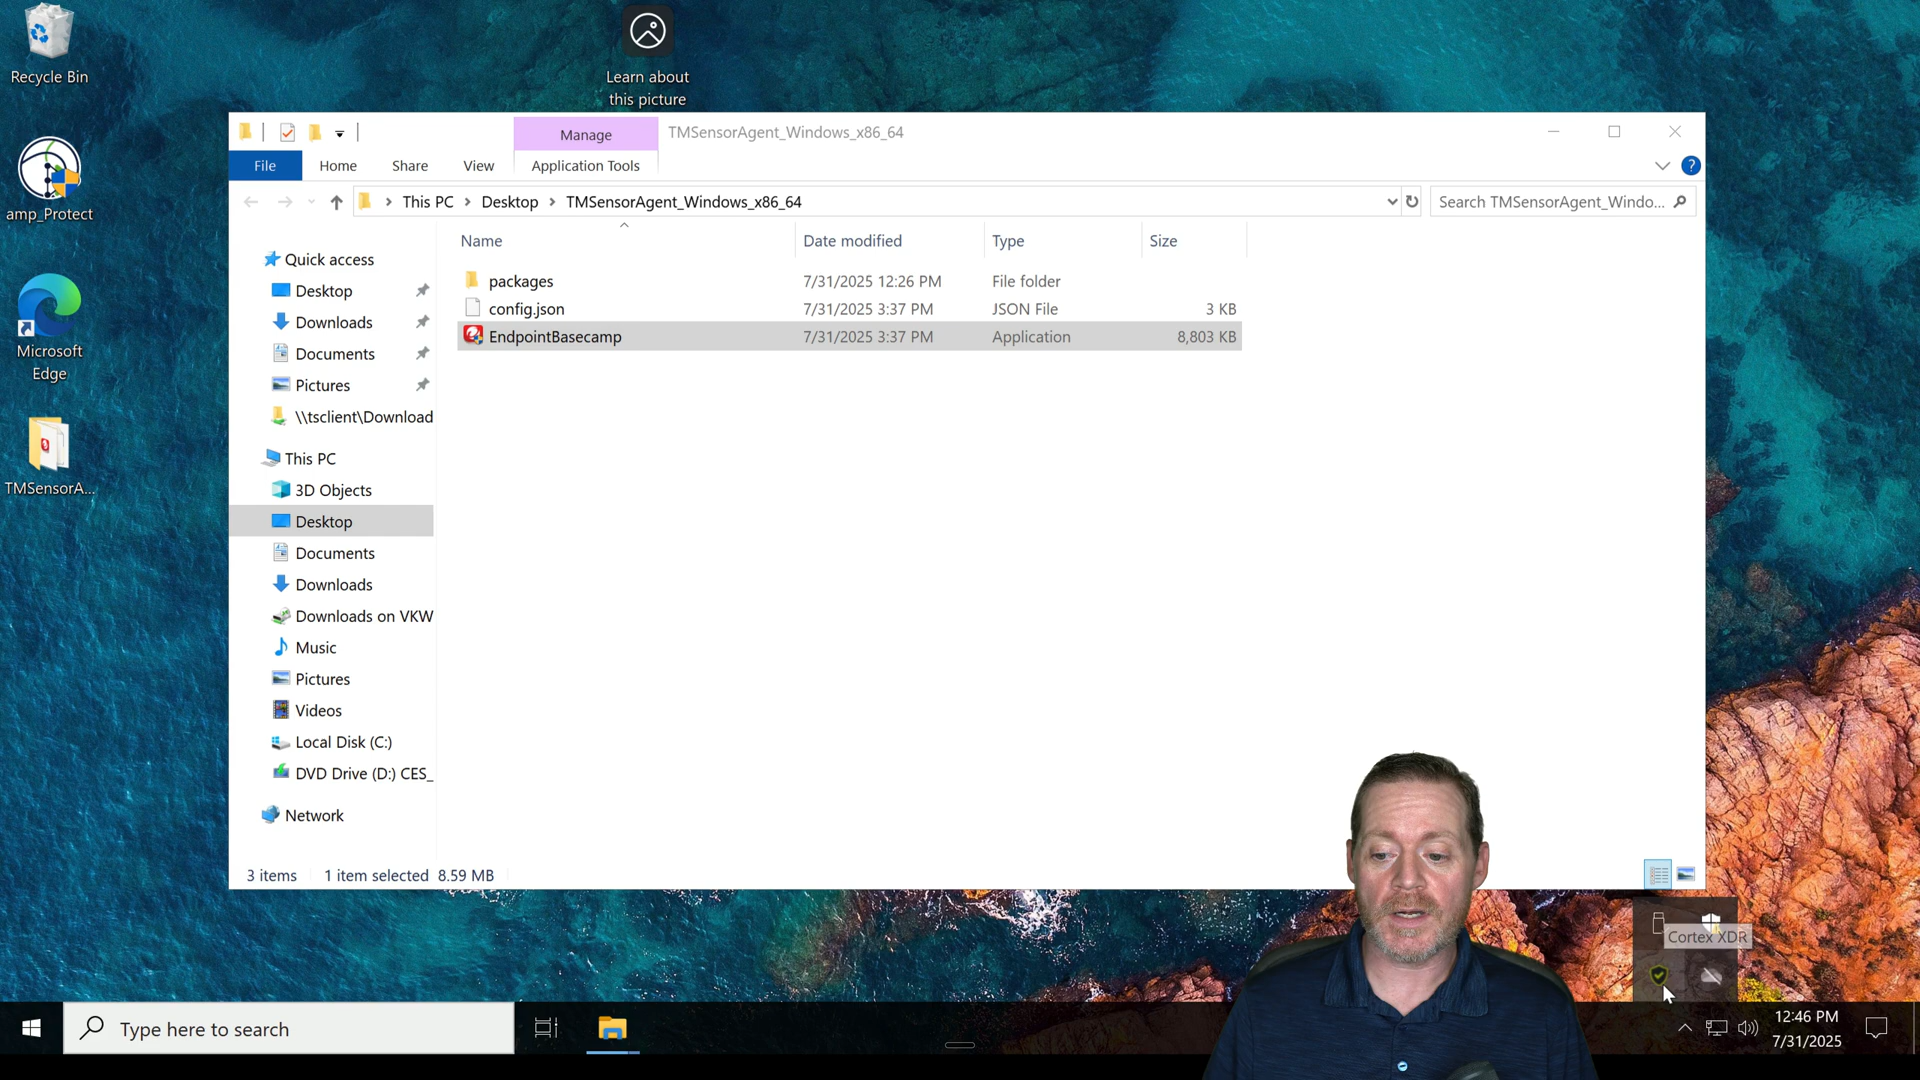 Recycle Bin
Learn about
this picture
amp_Protect
Microsoft
Edge
TMSensorA...
Manage
TMSensorAgent_Windows_x86_64
File
Home
Share
View
Application Tools
?
This PC
Desktop
TMSensorAgent_Windows_x86_64
Search TMSensorAgent_Windo...
Name
Date modified
Type
Size
packages
7/31/2025 12:26 PM
File folder
config.json
7/31/2025 3:37 PM
JSON File
3 KB
EndpointBasecamp
7/31/2025 3:37 PM
Application
8,803 KB
Quick access
Desktop
Downloads
Documents
Pictures
\\tsclient\Download
This PC
3D Objects
Desktop
Documents
Downloads
Downloads on VKW
Music
Pictures
Videos
Local Disk (C:)
DVD Drive (D:) CES_
Network
3 items
1 item selected 8.59 MB
Cortex XDR
Type here to search
12:46 PM
7/31/2025